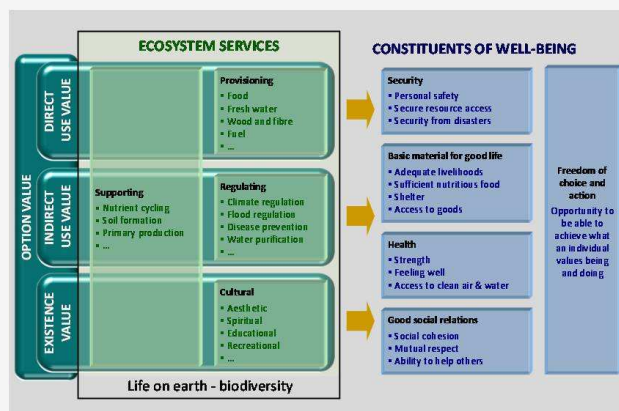 ECOSYSTEM SERVICES
OPTION VALUE
DIRECT
USE VALUE
Provisioning
▪ Food
▪ Fresh water
▪ Wood and fibre
▪ Fuel
▪ ...
INDIRECT
USE VALUE
Supporting
▪ Nutrient cycling
▪ Soil formation
▪ Primary production
▪ ...
Regulating
▪ Climate regulation
▪ Flood regulation
▪ Disease prevention
▪ Water purification
▪ ...
EXISTENCE
VALUE
Cultural
▪ Aesthetic
▪ Spiritual
▪ Educational
▪ Recreational
▪ ...
Life on earth - biodiversity
CONSTITUENTS OF WELL-BEING
Security
▪ Personal safety
▪ Secure resource access
▪ Security from disasters
Basic material for good life
▪ Adequate livelihoods
▪ Sufficient nutritious food
▪ Shelter
▪ Access to goods
Health
▪ Strength
▪ Feeling well
▪ Access to clean air & water
Good social relations
▪ Social cohesion
▪ Mutual respect
▪ Ability to help others
Freedom of
choice and
action
Opportunity to
be able to
achieve what
an individual
values being
and doing